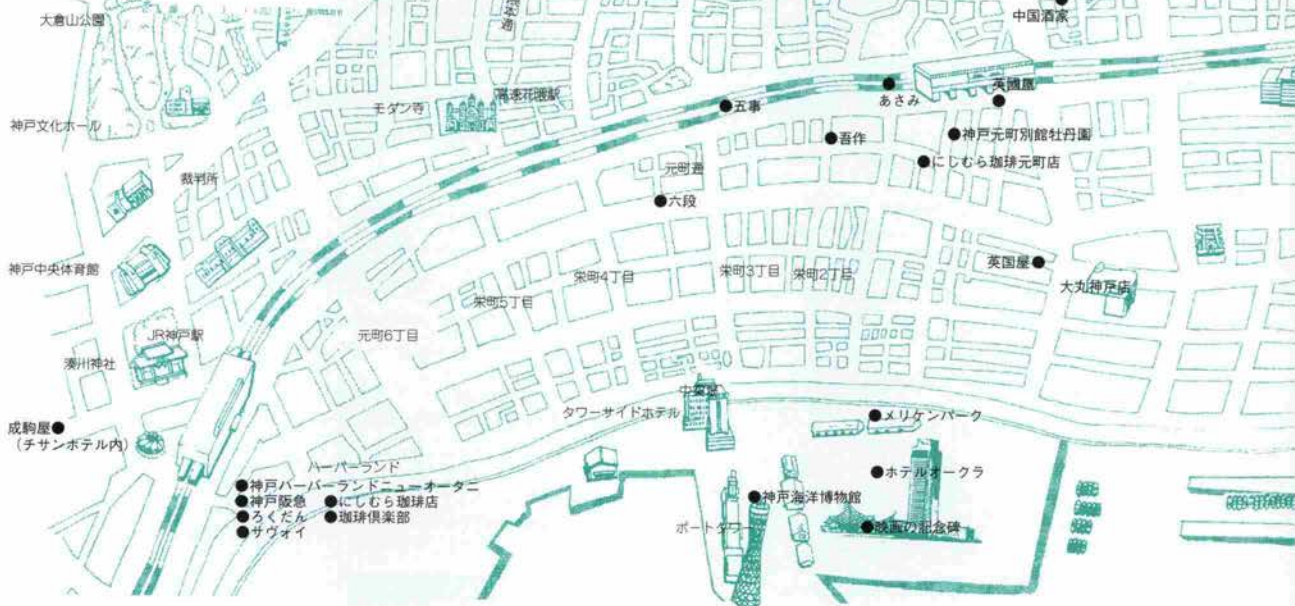 大倉山公園
中国酒家
英國屋
あさみ
高速花隈駅
モダン寺
五事
神戸文化ホール
吾作
神戸元町別館牡丹園
にしむら珈琲元町店
元町通
裁判所
六段
神戸中央体育館
栄町4丁目
栄町3丁目
栄町2丁目
英国屋
大丸神戸店
栄町5丁目
JR神戸駅
元町6丁目
湊川神社
中突堤
タワーサイドホテル
メリケンパーク
成駒屋
(チサンホテル内)
ハーバーランド
神戸ハーバーランドニューオータニ
神戸阪急
にしむら珈琲店
ろくだん
珈琲倶楽部
サヴォイ
ホテルオークラ
神戸海洋博物館
ポートタワー
映画の記念碑